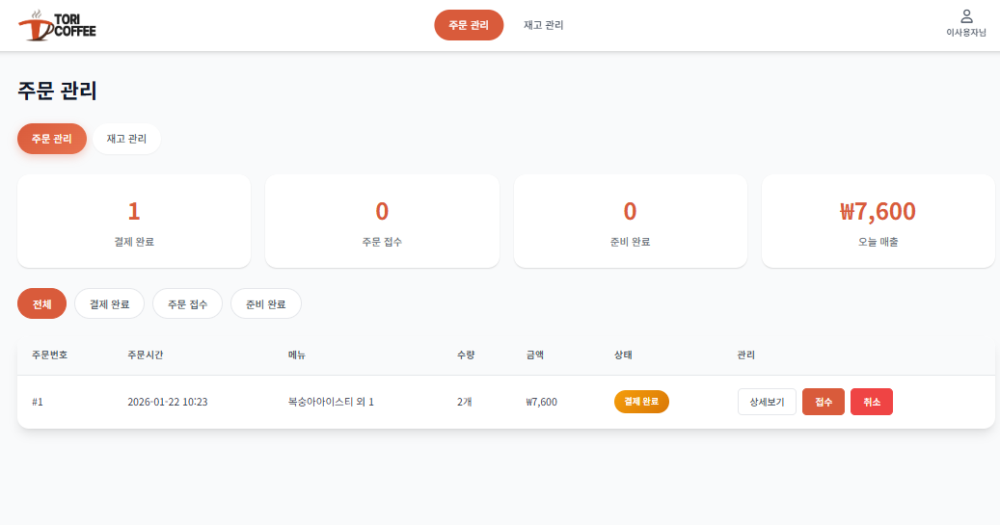 TORI
COFFEE
주문 관리 재고 관리
이사용자님
주문 관리
주문 관리 재고 관리
1 0 0 ₩7,600
결제 완료 주문 접수 준비 완료 오늘 매출
전체 결제 완료 주문 접수 준비 완료
주문번호 주문시간 메뉴 수량 금액 상태 관리
#1 2026-01-22 10:23 복숭아아이스티 외 1 2개 ₩7,600 결제 완료 상세보기 접수 취소